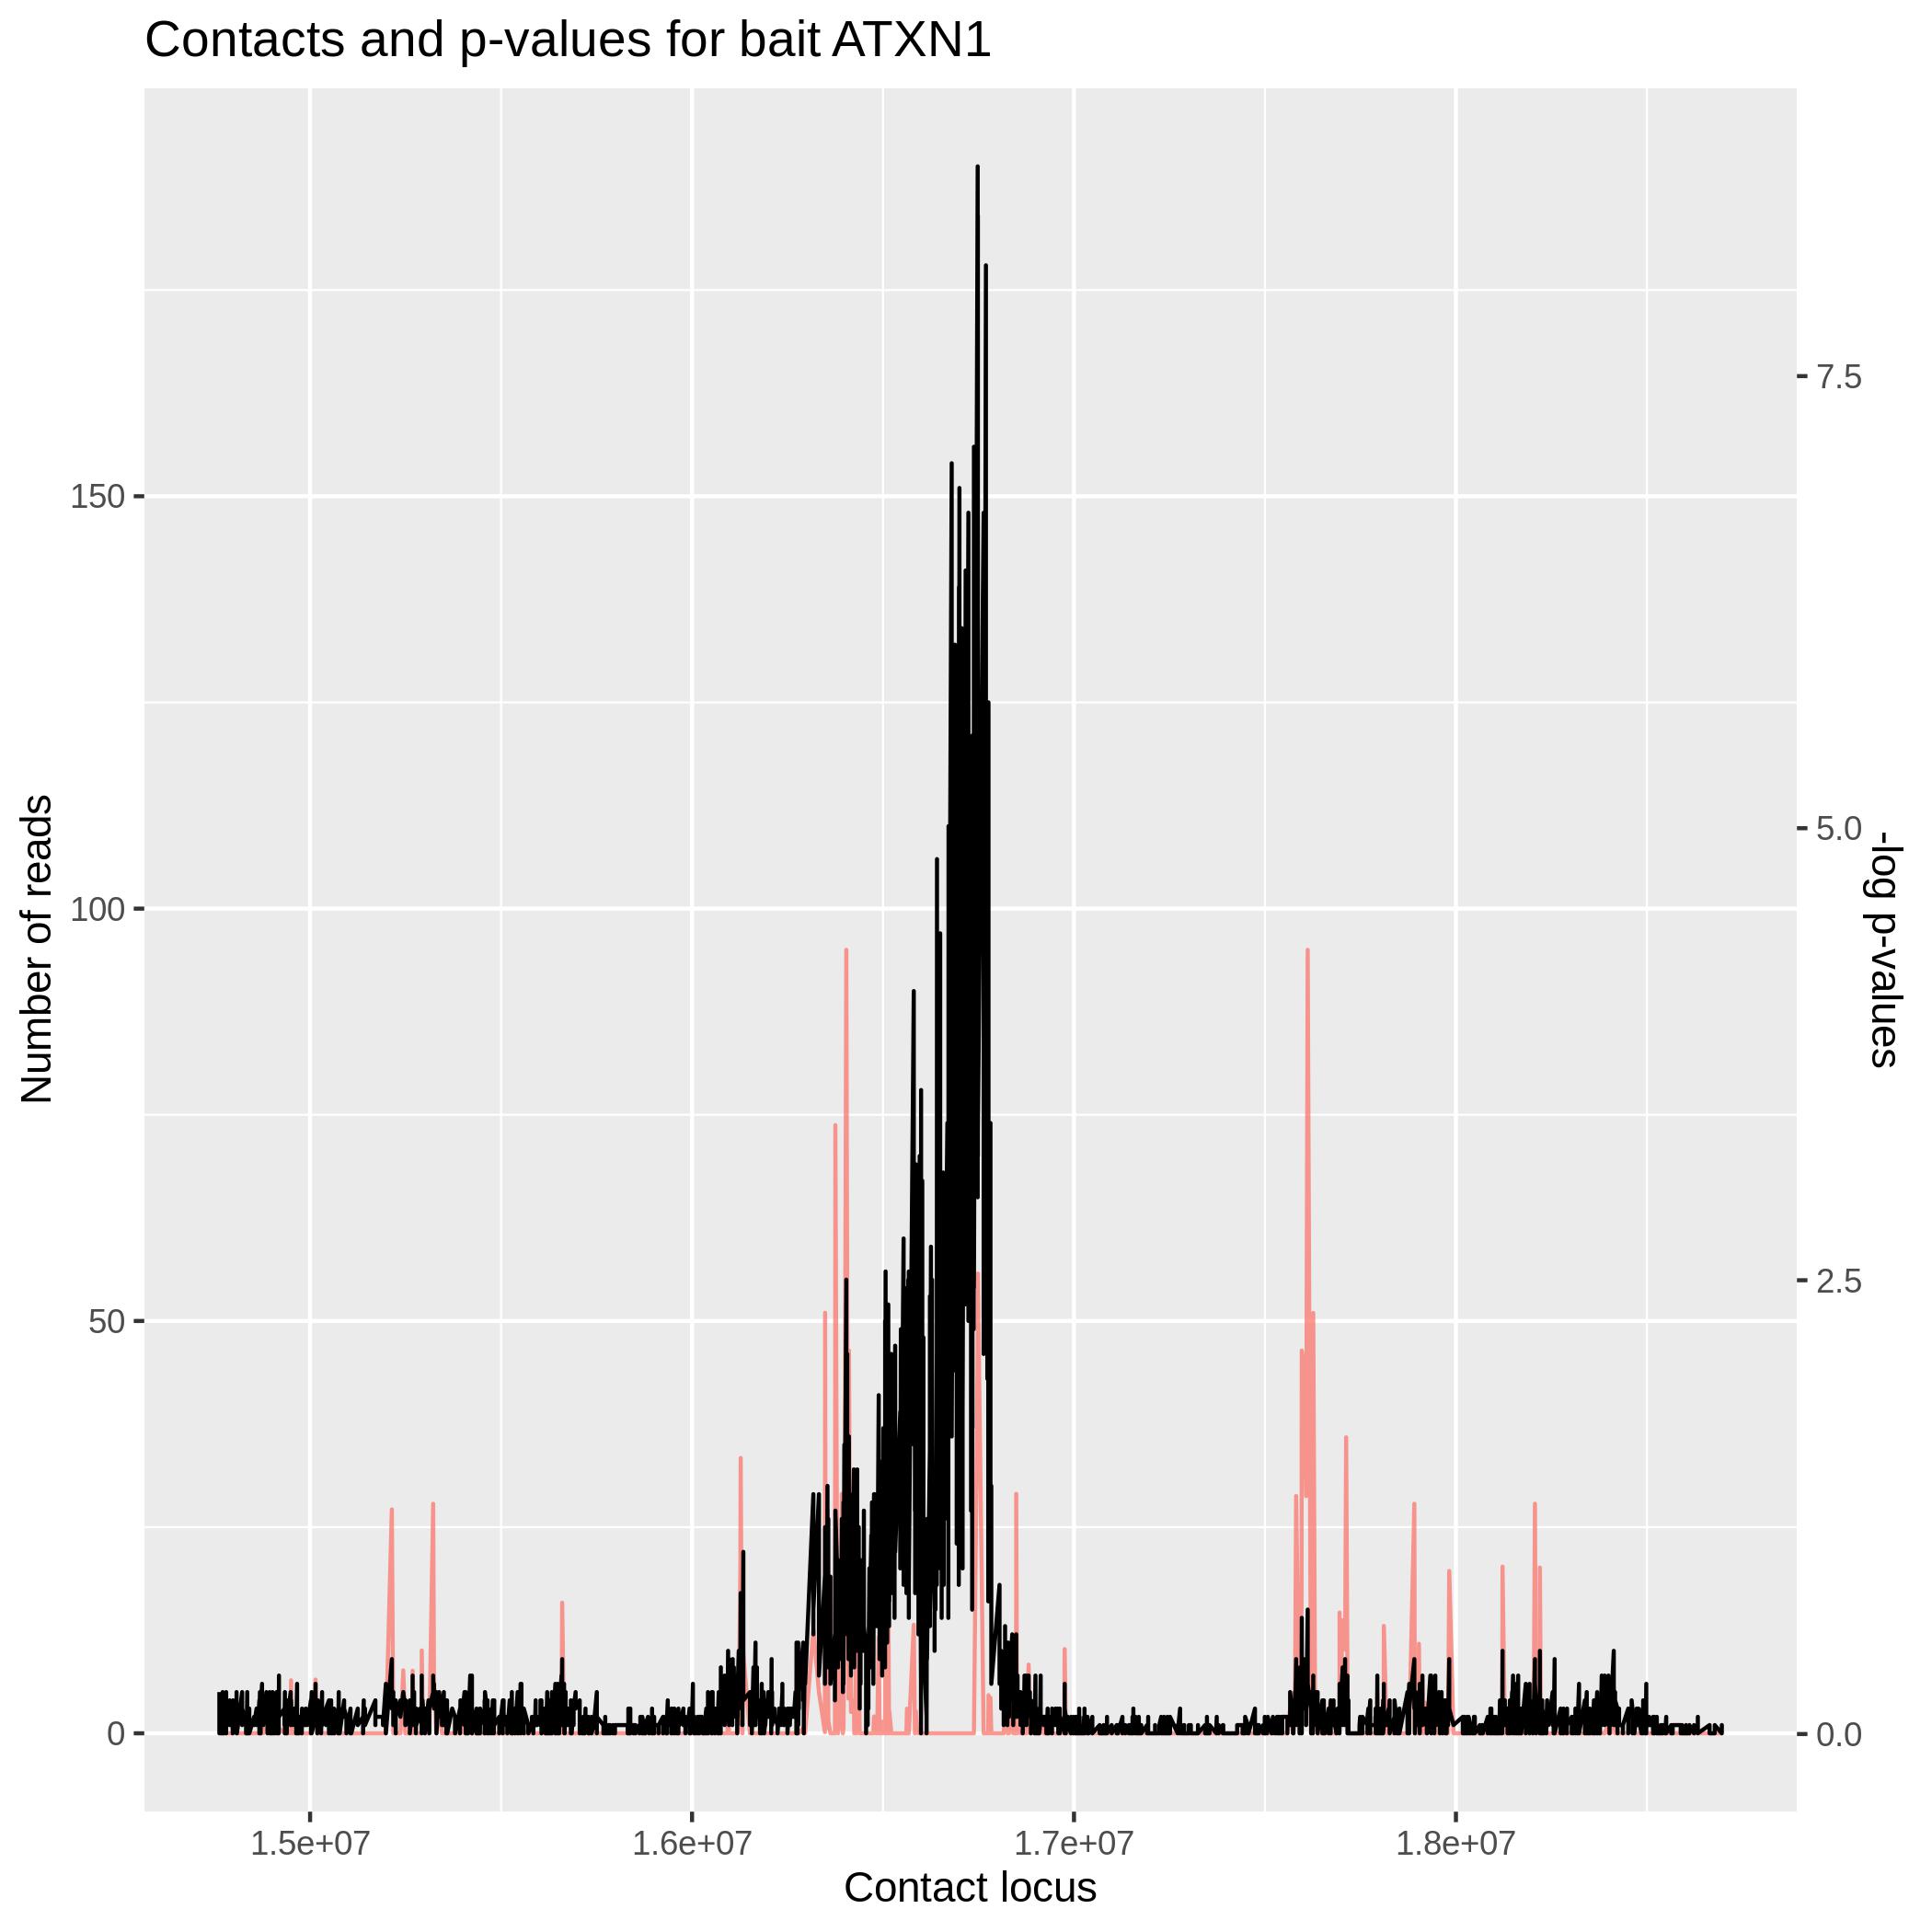 Contacts and p-values for bait ATXN1
Number of reads
150
100
50
0
7.5
5.0
2.5
0.0
-log p-values
1.5e+07
1.6e+07
1.7e+07
1.8e+07
Contact locus